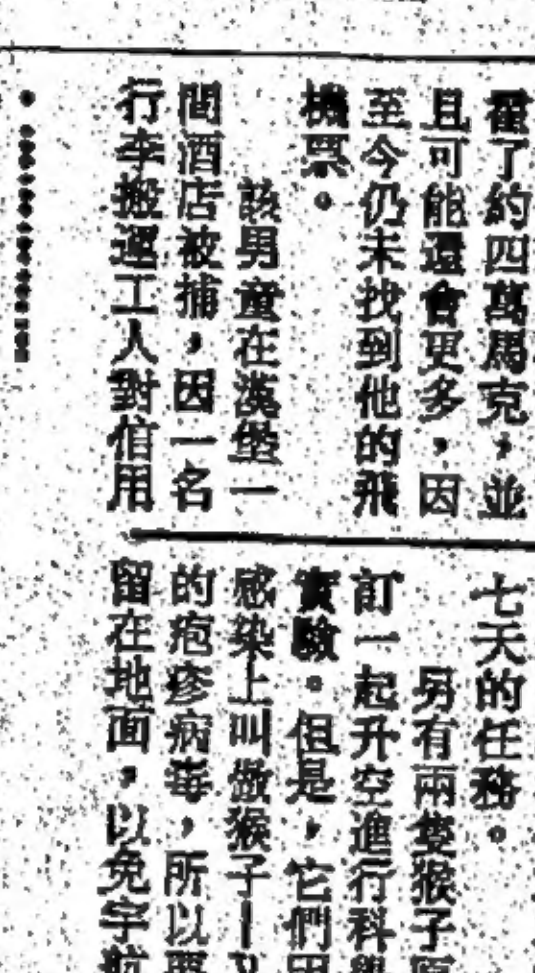 霍了約四萬馬克，並
且可能還會更多，因
至今仍未找到他的飛
機票。
該男童在漢堡一
間酒店被捕，因一名
行李搬運工人對信用
七天的任務。
另有兩隻猴子原
訂一起升空進行科學
實驗。但是，它們因
感染上叫做猴子—
的疱疹病毒，所以要
留在地面，以免宇航